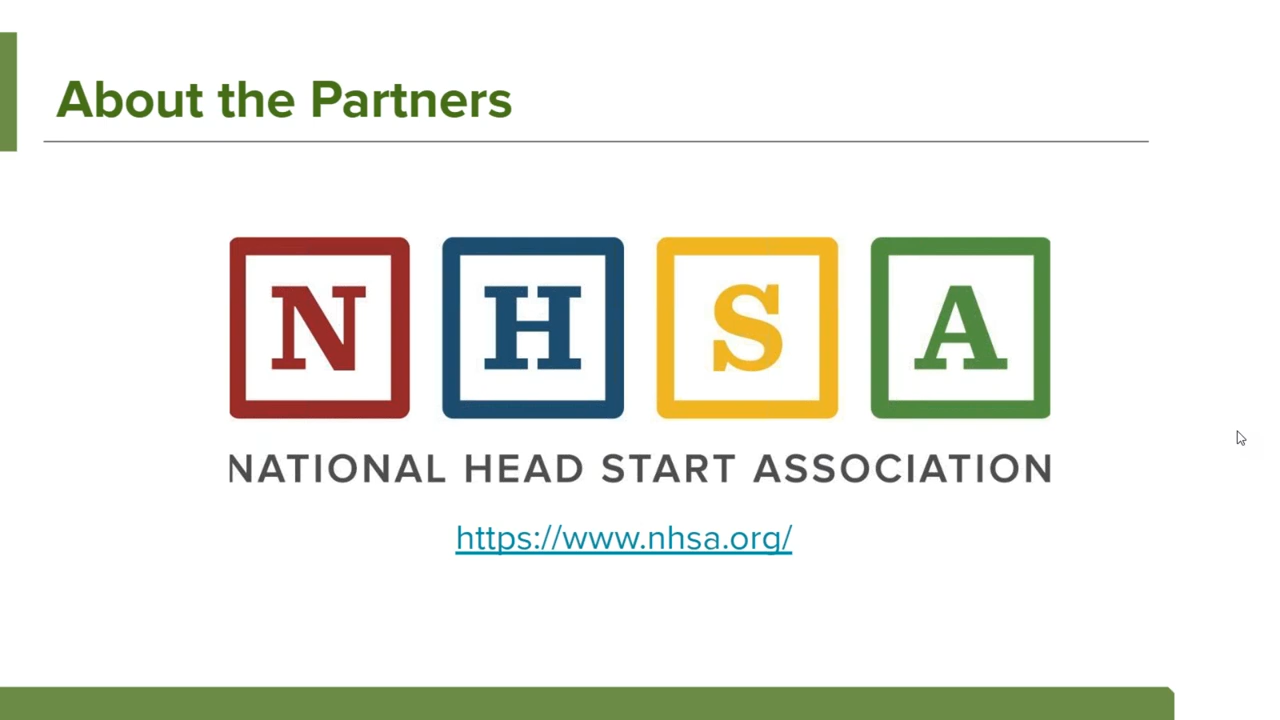 About the Partners
N H S A
NATIONAL HEAD START ASSOCIATION
https://www.nhsa.org/